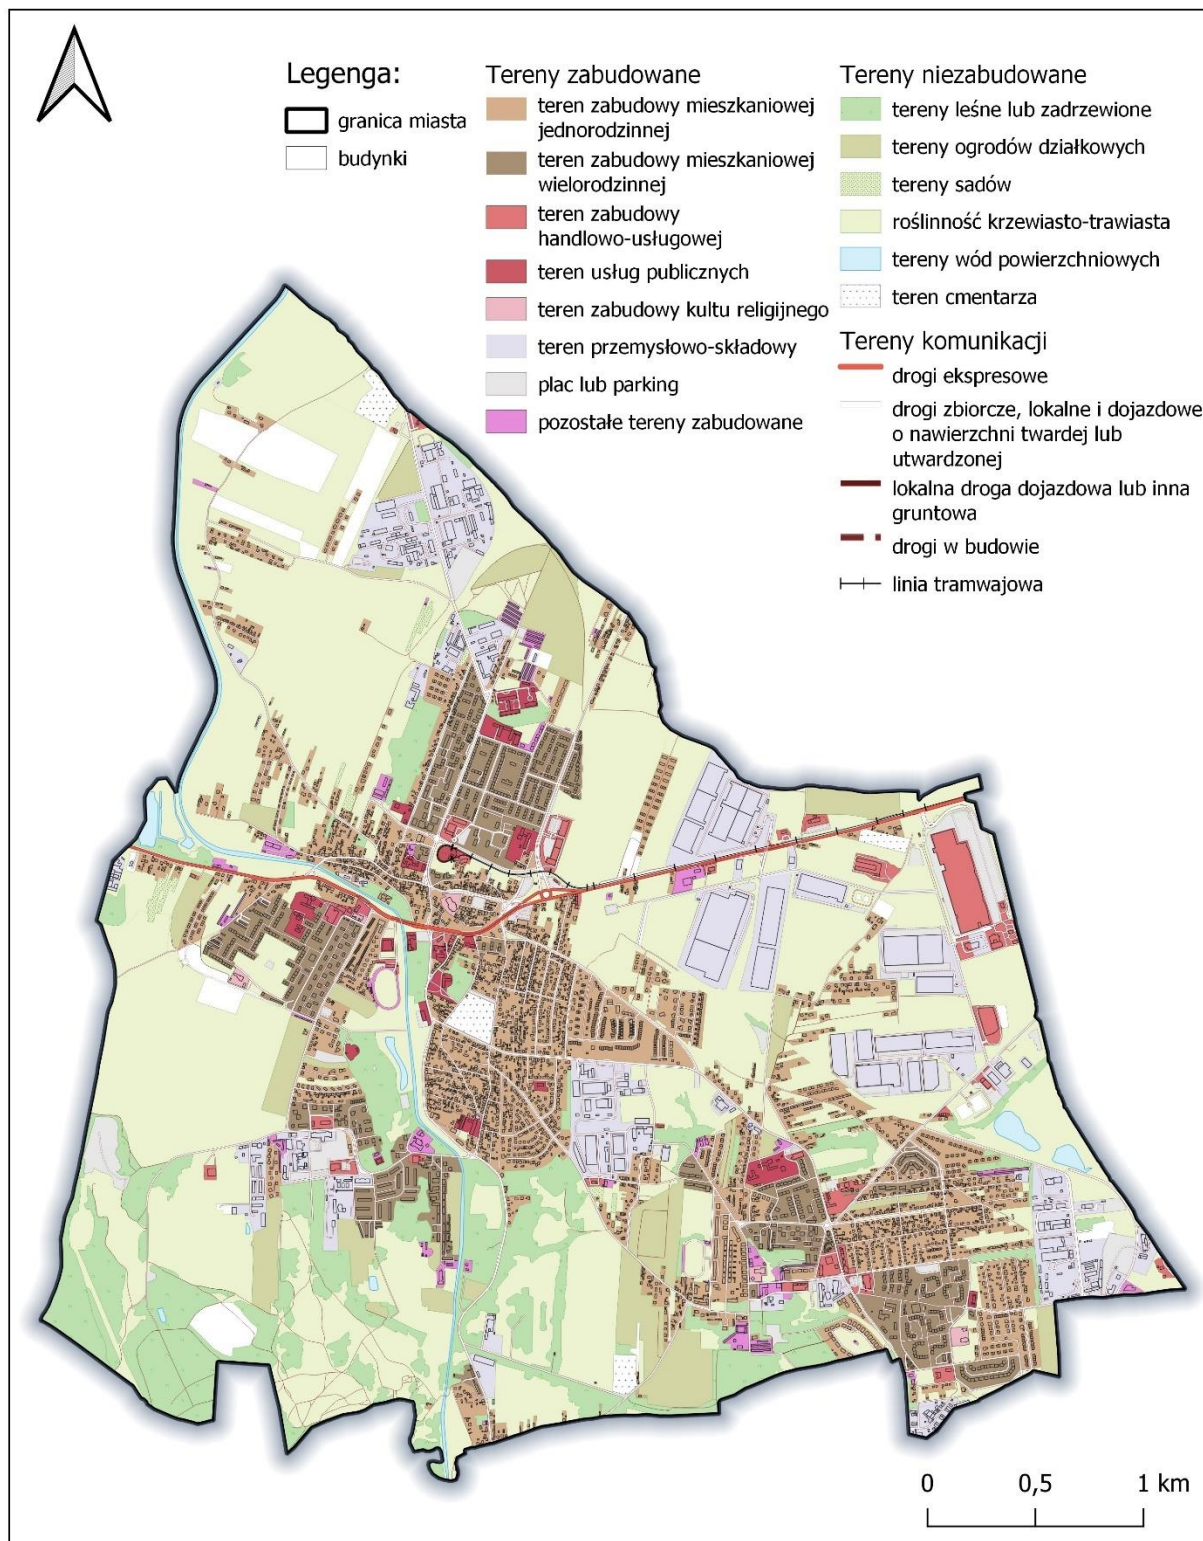 Legenga:
granica miasta
budynki
Tereny zabudowane
teren zabudowy mieszkaniowej
jednorodzinnej
teren zabudowy mieszkaniowej
wielorodzinnej
teren zabudowy
handlowo-usługowej
teren usług publicznych
teren zabudowy kultu religijnego
teren przemysłowo-składowy
plac lub parking
pozostałe tereny zabudowane
Tereny niezabudowane
tereny leśne lub zadrzewione
tereny ogrodów działkowych
tereny sadów
roślinność krzewiasto-trawiasta
tereny wód powierzchniowych
teren cmentarza
Tereny komunikacji
drogi ekspresowe
drogi zbiorcze, lokalne i dojazdowe
o nawierzchni twardej lub
utwardzonej
lokalna droga dojazdowa lub inna
gruntowa
drogi w budowie
linia tramwajowa
0 0,5 1 km